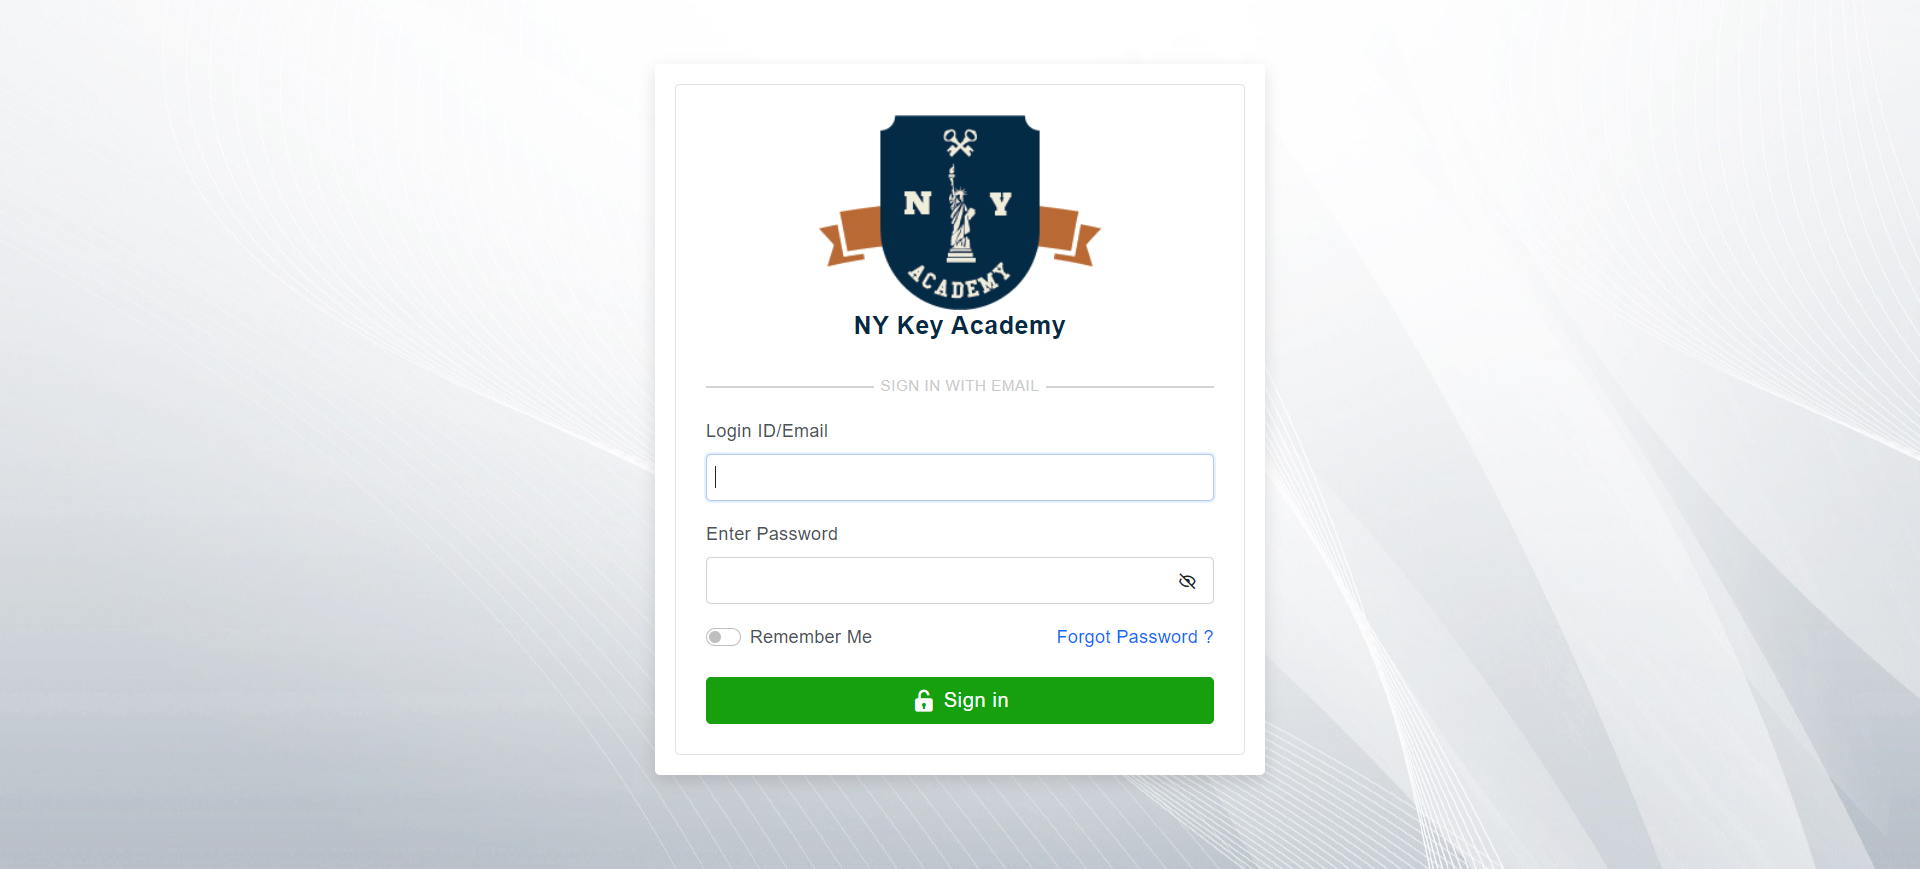 N Y
ACADEMY
NY Key Academy
SIGN IN WITH EMAIL
Login ID/Email
Enter Password
Remember Me
Forgot Password ?
Sign in